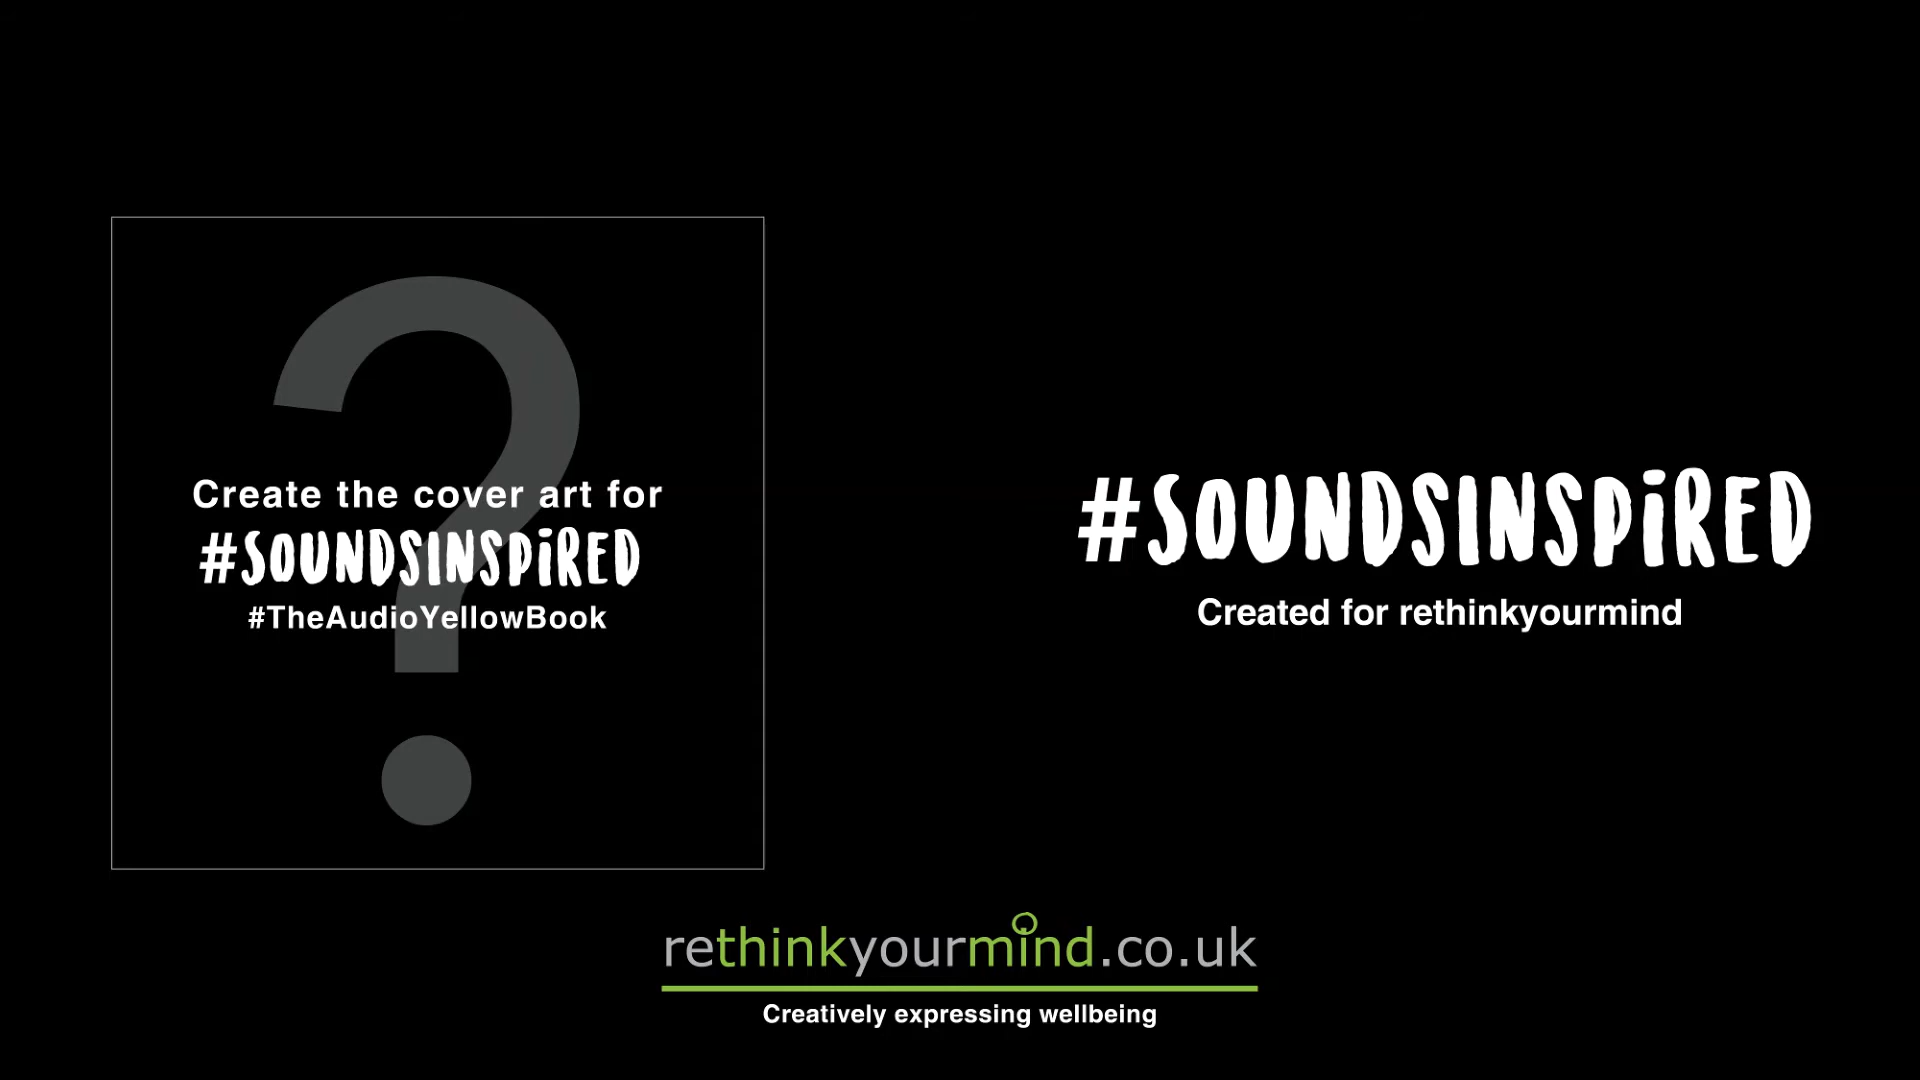 ?
Create the cover art for
#SOUNDSINSPiRED
#TheAudioYellowBook
#SOUNDSINSPiRED
Created for rethinkyourmind
rethinkyourmind.co.uk
Creatively expressing wellbeing